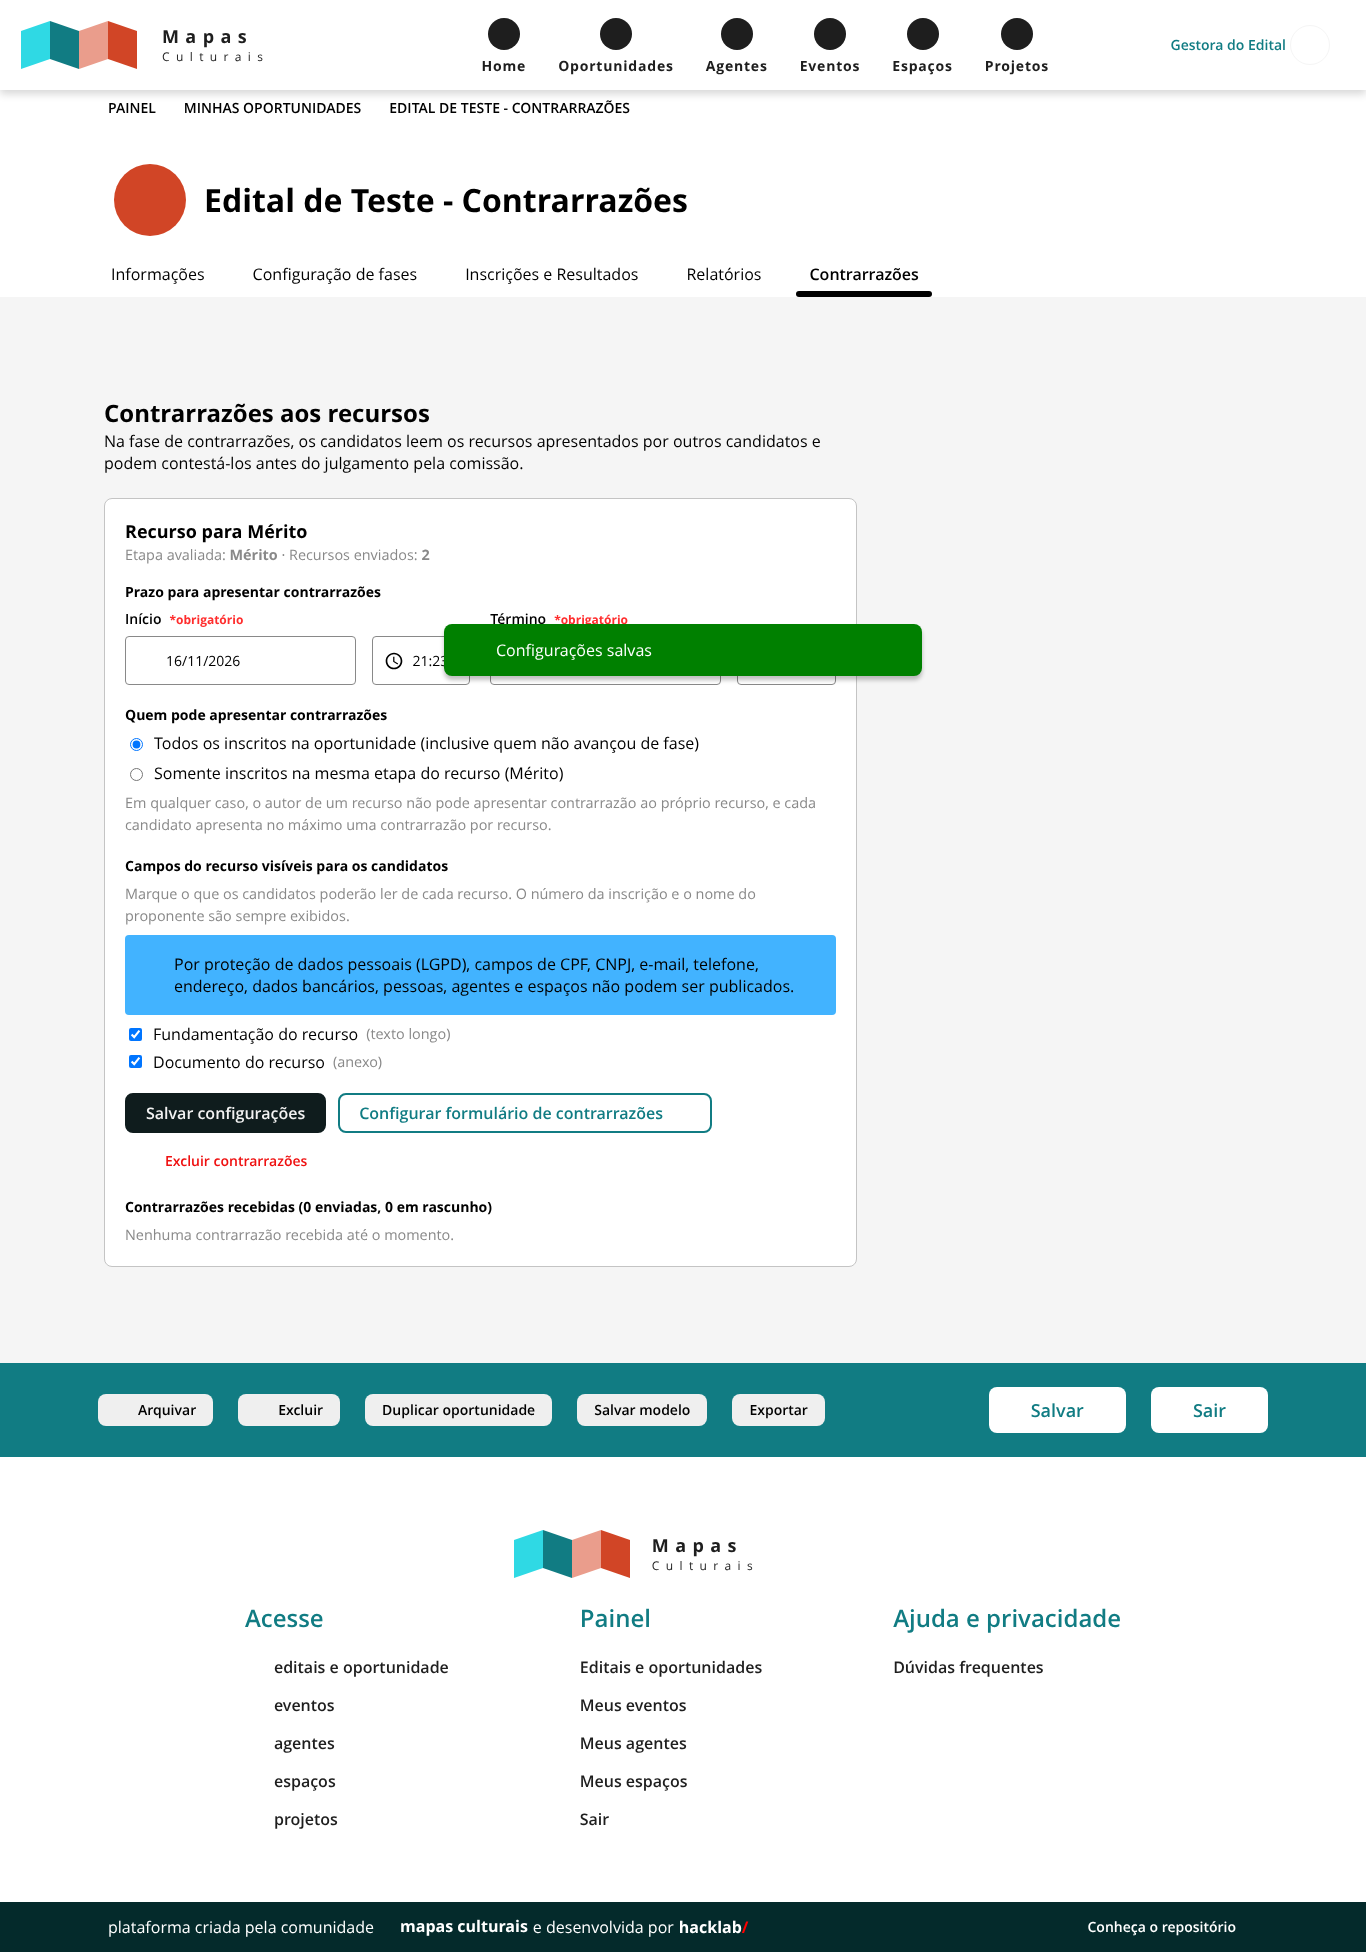 Mapas
Culturais
Home
Oportunidades
Agentes
Eventos
Espaços
Projetos
Gestora do Edital
PAINEL
MINHAS OPORTUNIDADES
EDITAL DE TESTE - CONTRARRAZÕES
Edital de Teste - Contrarrazões
Informações
Configuração de fases
Inscrições e Resultados
Relatórios
Contrarrazões
Contrarrazões aos recursos
Na fase de contrarrazões, os candidatos leem os recursos apresentados por outros candidatos e
podem contestá-los antes do julgamento pela comissão.
Recurso para Mérito
Etapa avaliada: Mérito · Recursos enviados: 2
Prazo para apresentar contrarrazões
Início *obrigatório
Término *obrigatório
16/11/2026
21:23
Configurações salvas
Quem pode apresentar contrarrazões
Todos os inscritos na oportunidade (inclusive quem não avançou de fase)
Somente inscritos na mesma etapa do recurso (Mérito)
Em qualquer caso, o autor de um recurso não pode apresentar contrarrazão ao próprio recurso, e cada
candidato apresenta no máximo uma contrarrazão por recurso.
Campos do recurso visíveis para os candidatos
Marque o que os candidatos poderão ler de cada recurso. O número da inscrição e o nome do
proponente são sempre exibidos.
Por proteção de dados pessoais (LGPD), campos de CPF, CNPJ, e-mail, telefone,
endereço, dados bancários, pessoas, agentes e espaços não podem ser publicados.
Fundamentação do recurso (texto longo)
Documento do recurso (anexo)
Salvar configurações
Configurar formulário de contrarrazões
Excluir contrarrazões
Contrarrazões recebidas (0 enviadas, 0 em rascunho)
Nenhuma contrarrazão recebida até o momento.
Arquivar
Excluir
Duplicar oportunidade
Salvar modelo
Exportar
Salvar
Sair
Mapas
Culturais
Acesse
editais e oportunidade
eventos
agentes
espaços
projetos
Painel
Editais e oportunidades
Meus eventos
Meus agentes
Meus espaços
Sair
Ajuda e privacidade
Dúvidas frequentes
plataforma criada pela comunidade mapas culturais e desenvolvida por hacklab/
Conheça o repositório